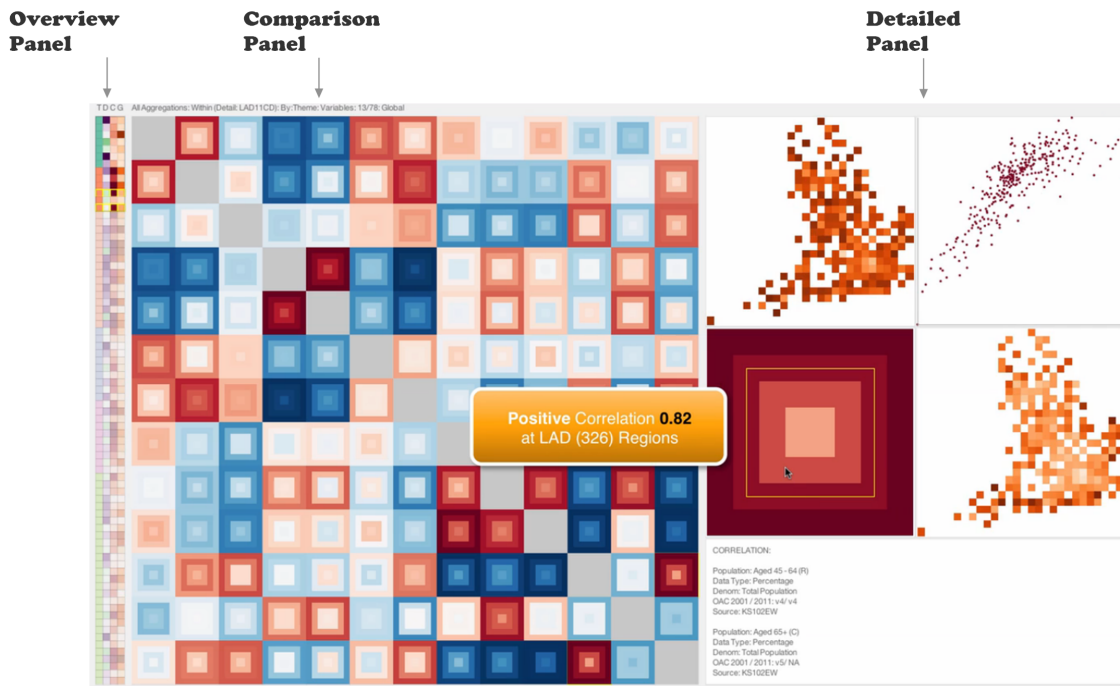 Overview
Panel
Comparison
Panel
Detailed
Panel
T D C G
All Aggregations: Within (Detail: LAD11CD): By:Theme: Variables: 13/78: Global
Positive Correlation 0.82
at LAD (326) Regions
CORRELATION:
Population: Aged 45 - 64 (R)
Data Type: Percentage
Denom: Total Population
OAC 2001 / 2011: v4/ v4
Source: KS102EW
Population: Aged 65+ (C)
Data Type: Percentage
Denom: Total Population
OAC 2001 / 2011: v5/ NA
Source: KS102EW